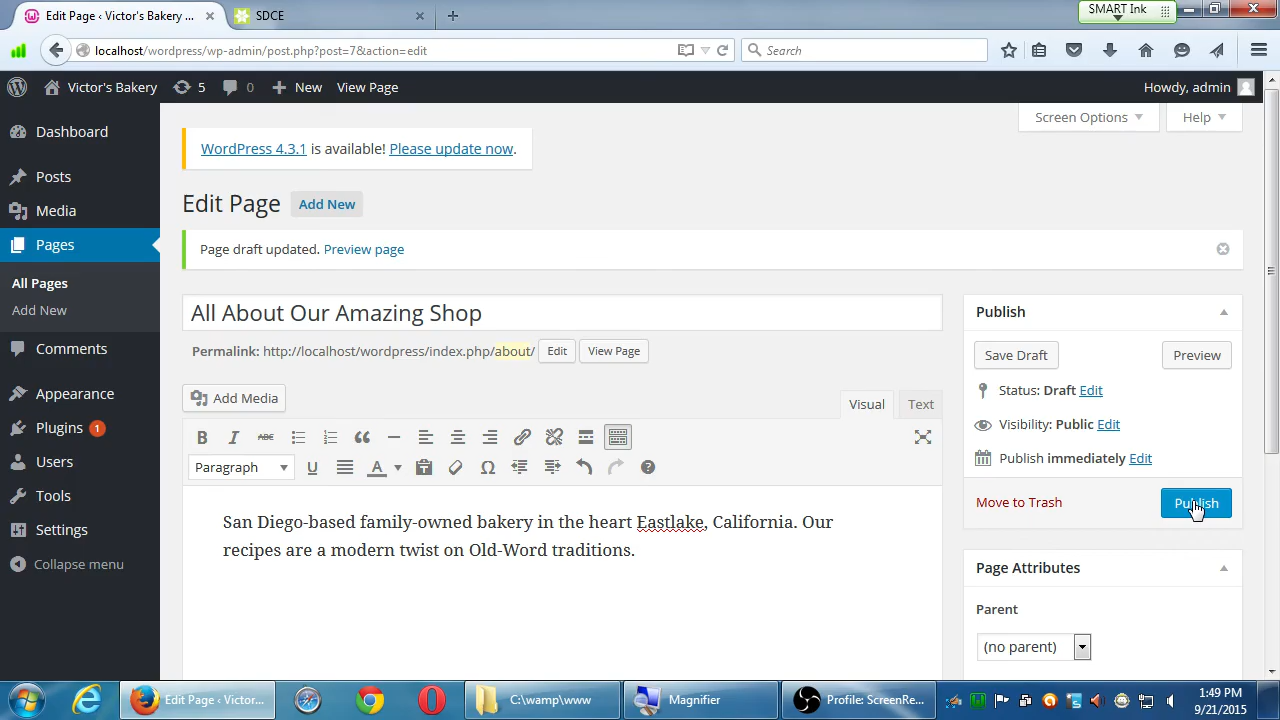 Edit Page ‹ Victor's Bakery ... × SDCE × +
SMART Ink
localhost/wordpress/wp-admin/post.php?post=7&action=edit
Search
Victor's Bakery 5 0 + New View Page
Howdy, admin
Screen Options Help
Dashboard
Posts
Media
Pages
All Pages
Add New
Comments
Appearance
Plugins 1
Users
Tools
Settings
Collapse menu
WordPress 4.3.1 is available! Please update now.
Edit Page Add New
Page draft updated. Preview page
All About Our Amazing Shop
Permalink: http://localhost/wordpress/index.php/about/ Edit View Page
Add Media
Visual Text
B I ABC
Paragraph U A Ω
San Diego-based family-owned bakery in the heart Eastlake, California. Our
recipes are a modern twist on Old-Word traditions.
Publish
Save Draft Preview
Status: Draft Edit
Visibility: Public Edit
Publish immediately Edit
Move to Trash Publish
Page Attributes
Parent
(no parent)
Edit Page ‹ Victor... C:\wamp\www Magnifier Profile: ScreenRe...
1:49 PM
9/21/2015